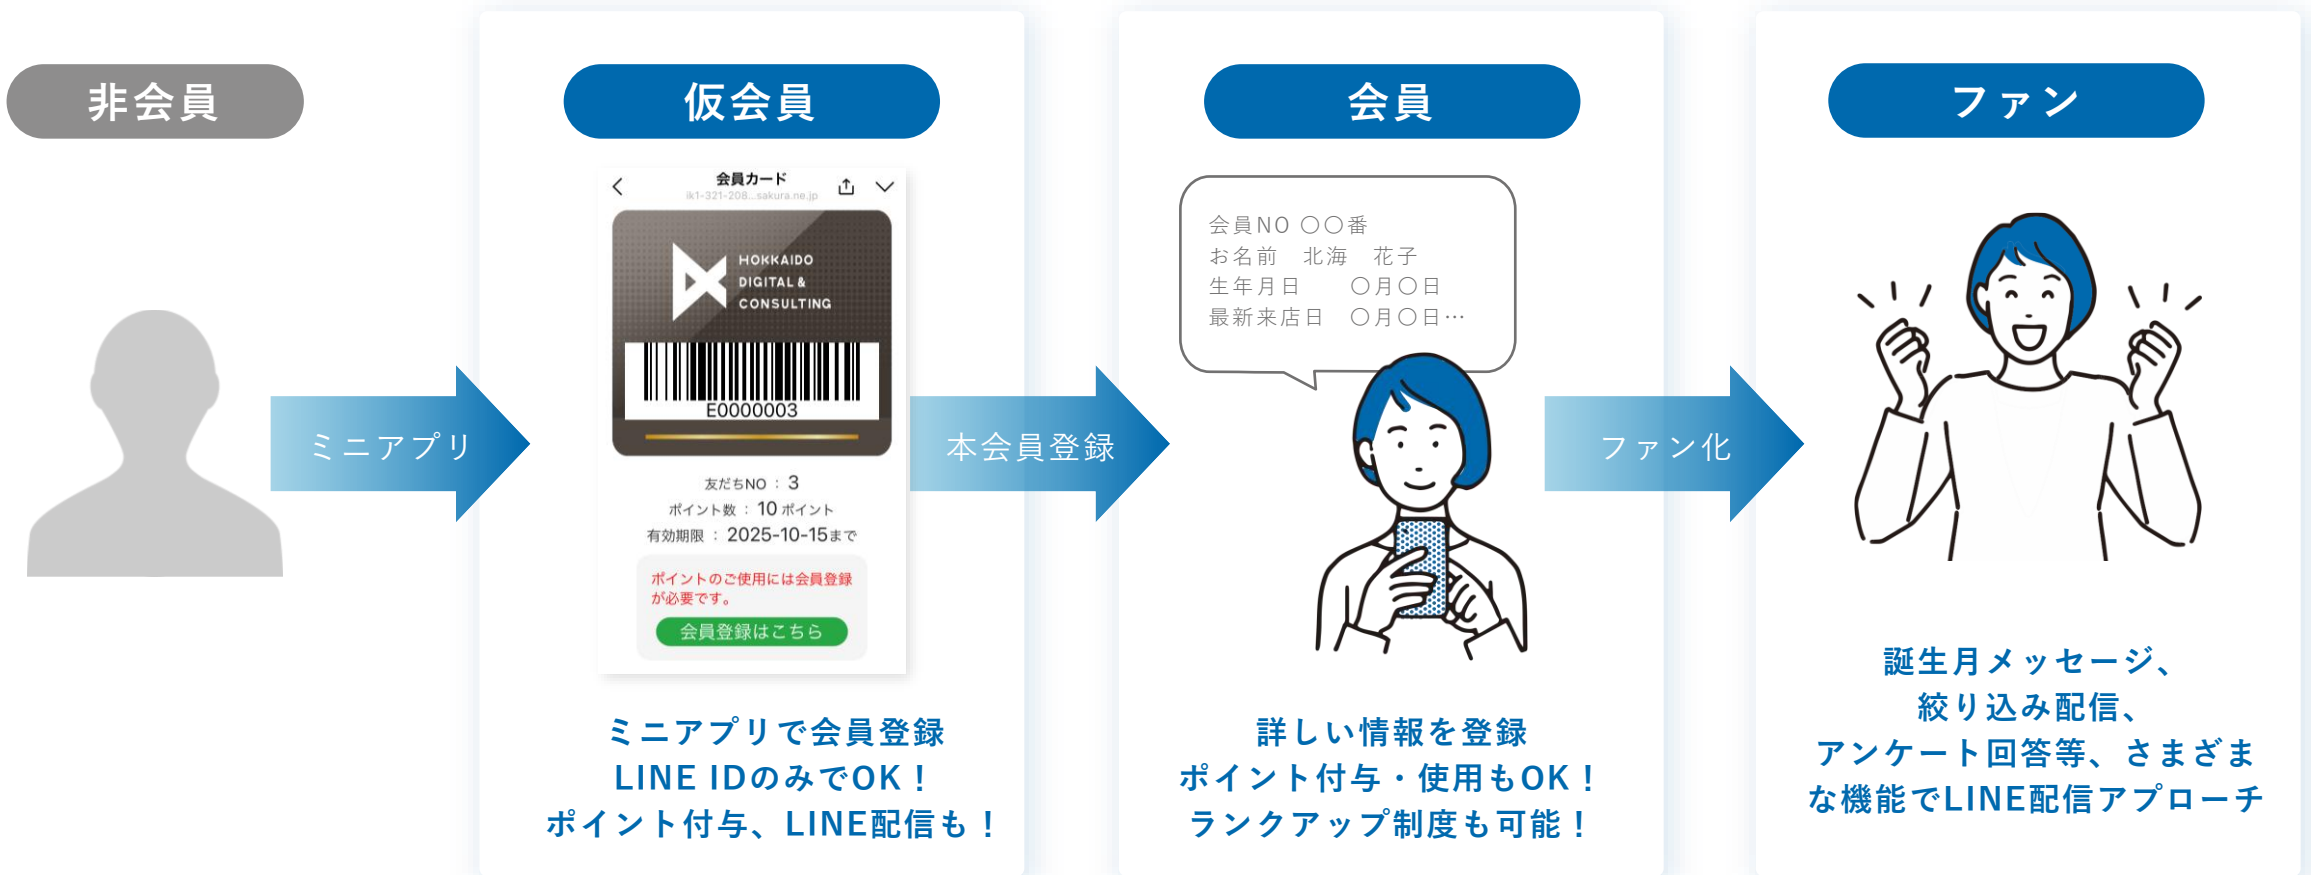 非会員
ミニアプリ
仮会員
会員カード
ik1-321-208...sakura.ne.jp
HOKKAIDO
DIGITAL &
CONSULTING
E0000003
友だちNO : 3
ポイント数 : 10 ポイント
有効期限 : 2025-10-15まで
ポイントのご使用には会員登録
が必要です。
会員登録はこちら
ミニアプリで会員登録
LINE IDのみでOK！
ポイント付与、LINE配信も！
本会員登録
会員
会員NO 〇〇番
お名前　北海　花子
生年月日　　〇月〇日
最新来店日　〇月〇日…
詳しい情報を登録
ポイント付与・使用もOK！
ランクアップ制度も可能！
ファン化
ファン
誕生月メッセージ、
絞り込み配信、
アンケート回答等、さまざま
な機能でLINE配信アプローチ